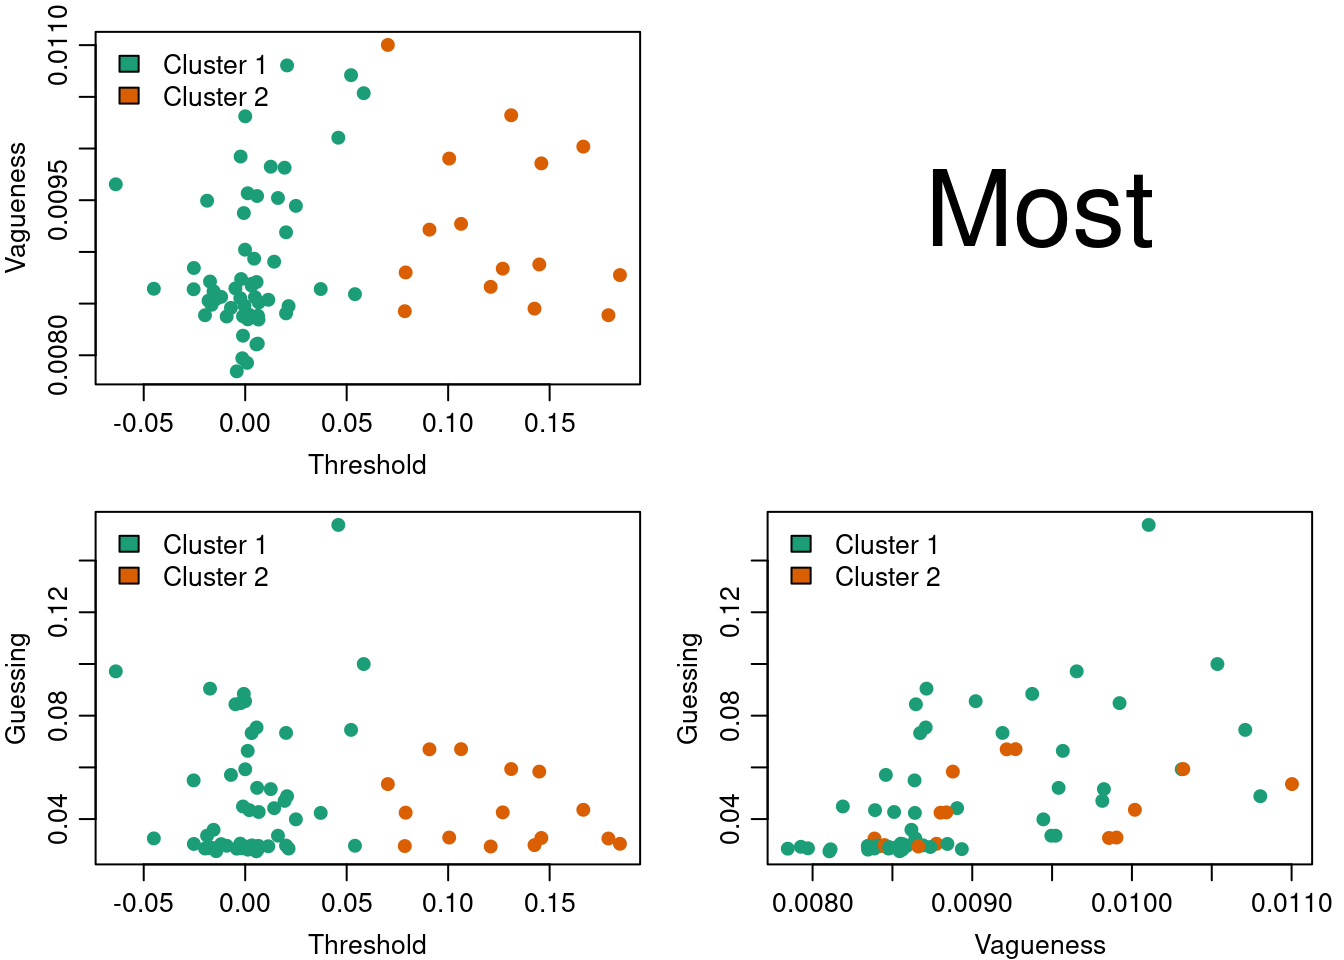 Vagueness
0.0080 0.0095 0.0110
Cluster 1
Cluster 2
-0.05 0.00 0.05 0.10 0.15
Threshold
Most
Guessing
0.04 0.08 0.12
Cluster 1
Cluster 2
-0.05 0.00 0.05 0.10 0.15
Threshold
Guessing
0.04 0.08 0.12
Cluster 1
Cluster 2
0.0080 0.0090 0.0100 0.0110
Vagueness